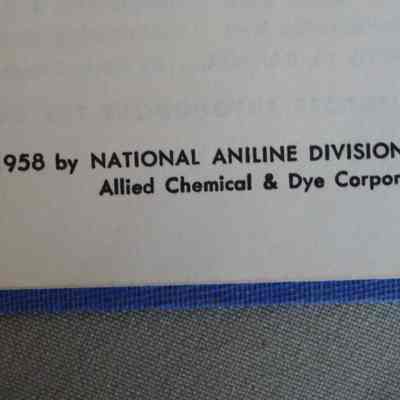 958 by NATIONAL ANILINE DIVISION
Allied Chemical & Dye Corpor